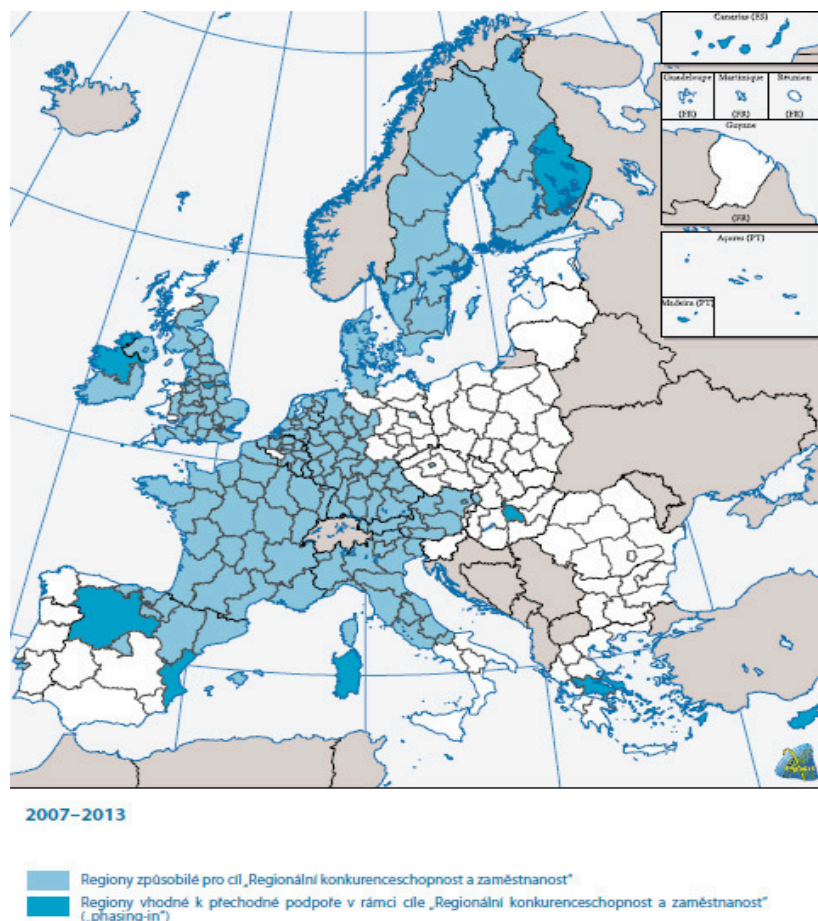 Canarias (ES)
Guadeloupe Martinique Réunion
(FR) (FR) (FR)
Guyane
(FR)
Açores (PT)
Madeira (PT)
2007–2013
Regiony způsobilé pro cíl „Regionální konkurenceschopnost a zaměstnanost“
Regiony vhodné k přechodné podpoře v rámci cíle „Regionální konkurenceschopnost a zaměstnanost“
(„phasing-in“)